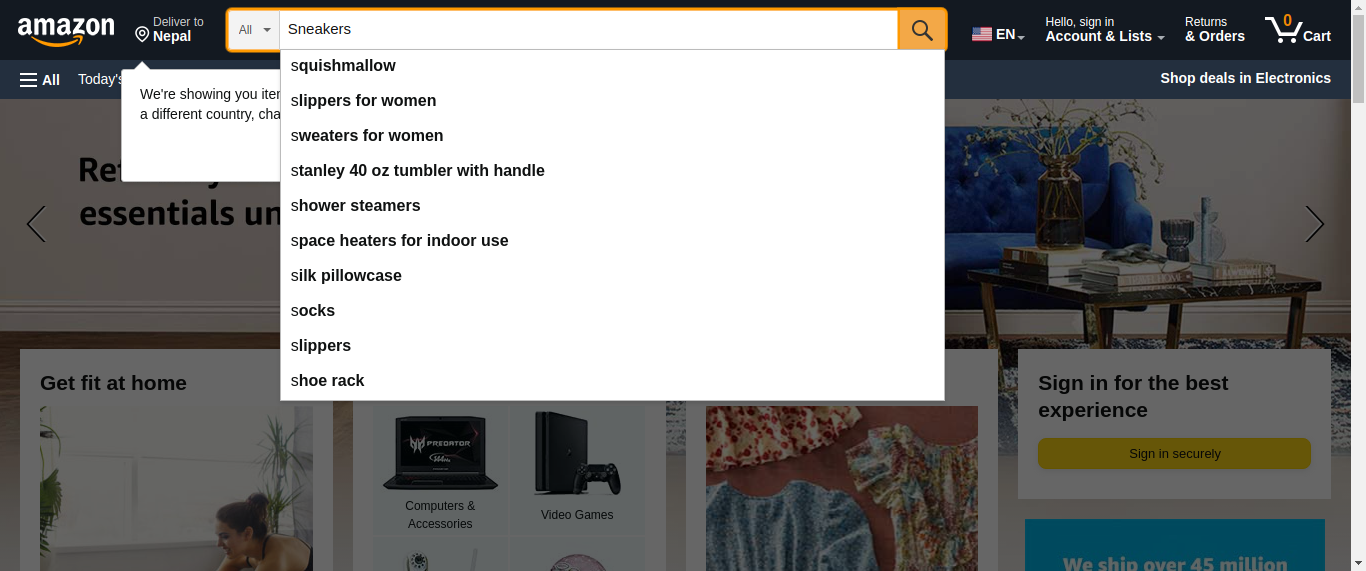 amazon
Deliver to
Nepal
All
Sneakers
EN
Hello, sign in
Account & Lists
Returns
& Orders
0
Cart
All
Today's
Shop deals in Electronics
We're showing you
a different country,
squishmallow
slippers for women
sweaters for women
stanley 40 oz tumbler with handle
shower steamers
space heaters for indoor use
silk pillowcase
socks
slippers
shoe rack
essentials
Get fit at home
PREDATOR
Computers &
Accessories
Video Games
Sign in for the best
experience
Sign in securely
We ship over 45 million